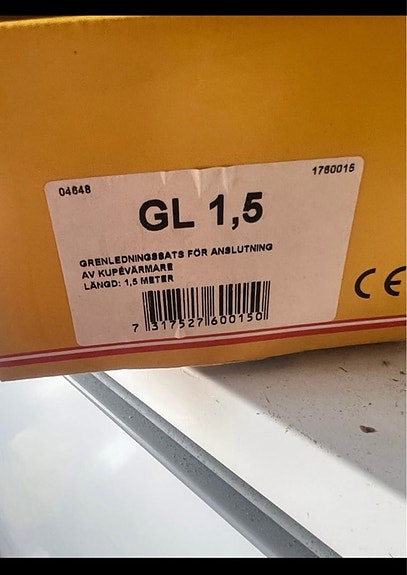 04648
1760015
GL 1,5
GRENLEDNINGSSATS FÖR ANSLUTNING
AV KUPÉVÄRMARE
LÄNGD: 1,5 METER
7 317527 600150
CE